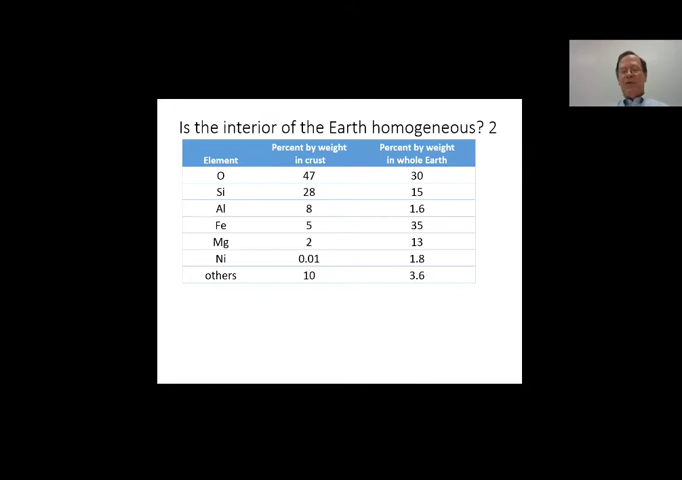 Is the interior of the Earth homogeneous? 2
Element Percent by weight in crust Percent by weight in whole Earth
O 47 30
Si 28 15
Al 8 1.6
Fe 5 35
Mg 2 13
Ni 0.01 1.8
others 10 3.6